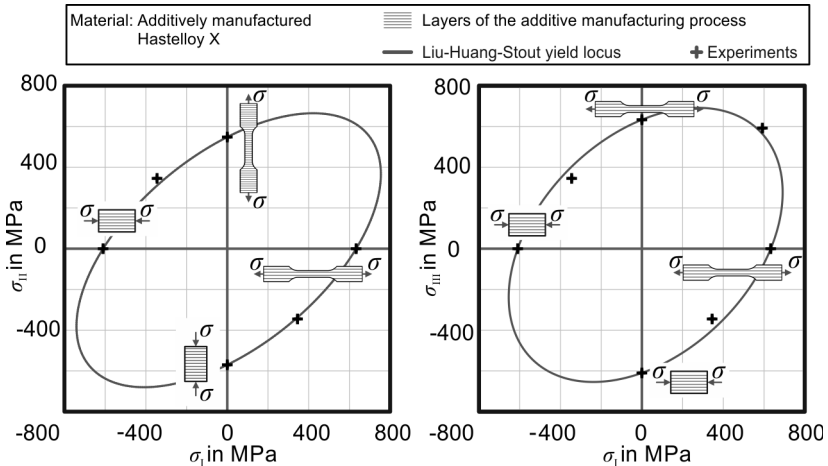 Material: Additively manufactured
Hastelloy X
Layers of the additive manufacturing process
Liu-Huang-Stout yield locus
Experiments
800
400
0
-400
-800
-400
0
400
800
σII in MPa
σI in MPa
σ
σ
σ
σ
σ
σ
σ
σ
800
400
0
-400
-800
-400
0
400
800
σIII in MPa
σI in MPa
σ
σ
σ
σ
σ
σ
σ
σ